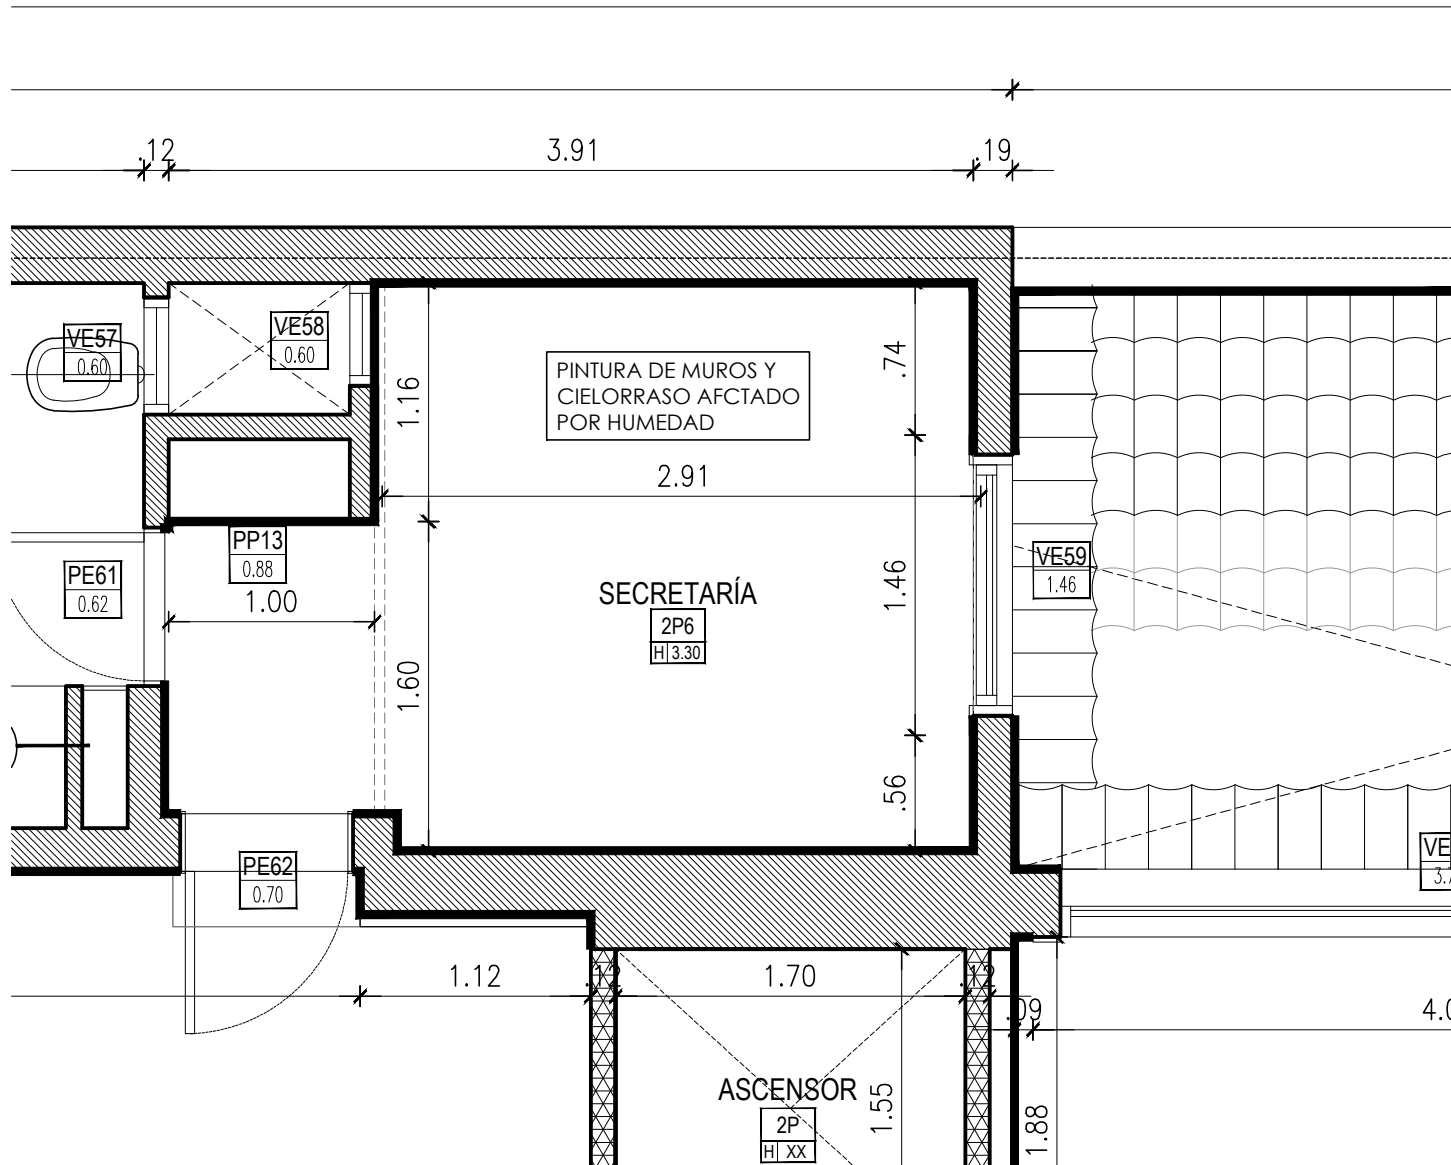 .12
3.91
.19
VE57
0.60
VE58
0.60
1.16
PINTURA DE MUROS Y
CIELORRASO AFCTADO
POR HUMEDAD
.74
2.91
PP13
0.88
PE61
0.62
1.00
SECRETARÍA
2P6
H 3.30
1.46
VE59
1.46
1.60
.56
PE62
0.70
VE
1.12
.12
1.70
.12
.09
4.0
ASCENSOR
2P
H XX
1.55
1.88